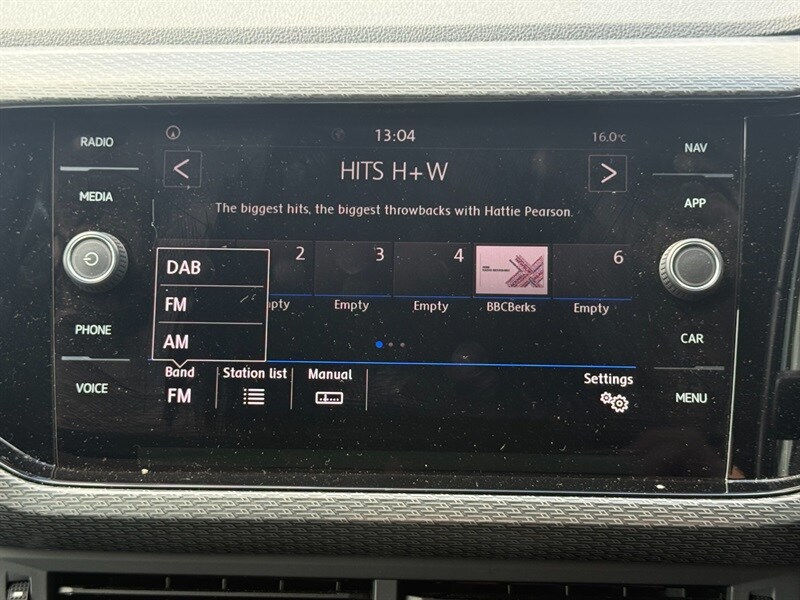 RADIO
MEDIA
PHONE
VOICE
13:04
16.0°C
HITS H+W
The biggest hits, the biggest throwbacks with Hattie Pearson.
2
3
4
6
Empty
Empty
BBCBerks
Empty
DAB
FM
AM
Band
FM
Station list
Manual
Settings
NAV
APP
CAR
MENU